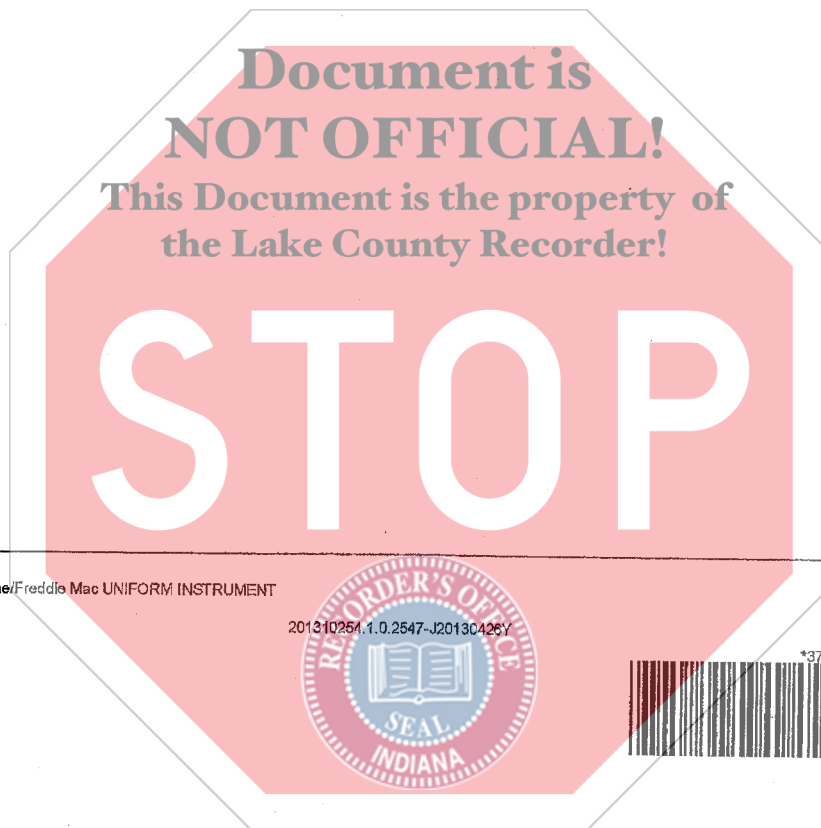 Document is
NOT OFFICIAL!
This Document is the property of
the Lake County Recorder!
STOP
e/Freddie Mac UNIFORM INSTRUMENT
201310254.1.0.2547-J20130426Y
*37
RECORDER'S OFFICE
SEAL
INDIANA